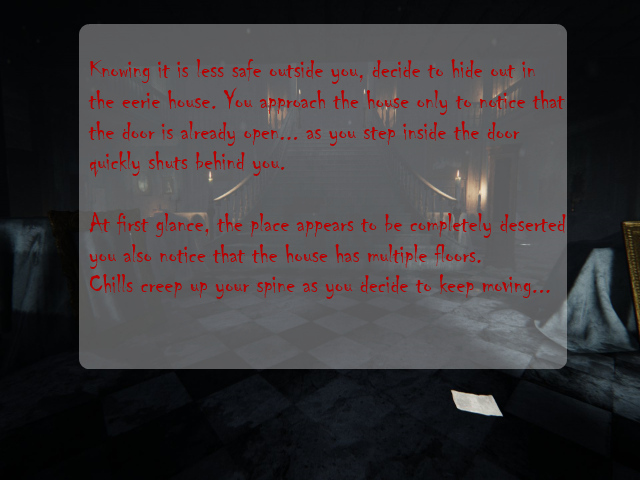 Knowing it is less safe outside you, decide to hide out in
the eerie house. You approach the house only to notice that
the door is already open... as you step inside the door
quickly shuts behind you.
At first glance, the place appears to be completely deserted
you also notice that the house has multiple floors.
Chills creep up your spine as you decide to keep moving...